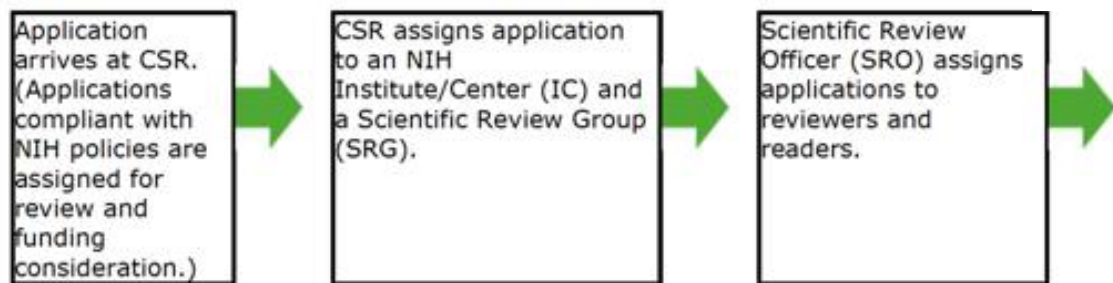 Application
arrives at CSR.
(Applications
compliant with
NIH policies are
assigned for
review and
funding
consideration.)
CSR assigns application
to an NIH
Institute/Center (IC) and
a Scientific Review Group
(SRG).
Scientific Review
Officer (SRO) assigns
applications to
reviewers and
readers.